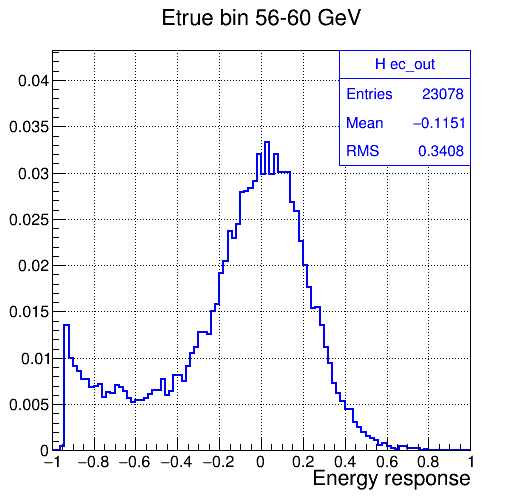 Etrue bin 56-60 GeV
H ec_out
Entries 23078
Mean −0.1151
RMS 0.3408
0.04
0.035
0.03
0.025
0.02
0.015
0.01
0.005
0
−1 −0.8 −0.6 −0.4 −0.2 0 0.2 0.4 0.6 0.8 1
Energy response